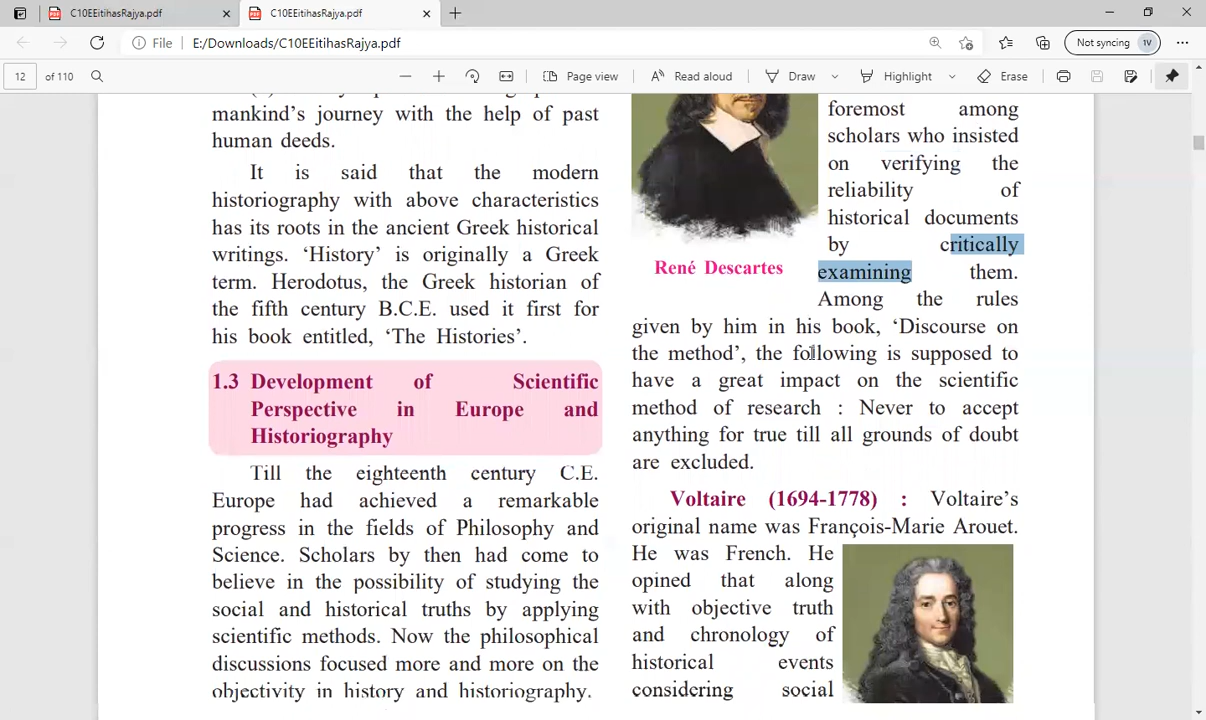 C10EEitihasRajya.pdf
C10EEitihasRajya.pdf
File
E:/Downloads/C10EEitihasRajya.pdf
Not syncing
1V
12 of 110
Page view
Read aloud
Draw
Highlight
Erase
mankind's journey with the help of past
human deeds.
It is said that the modern
historiography with above characteristics
has its roots in the ancient Greek historical
writings. 'History' is originally a Greek
term. Herodotus, the Greek historian of
the fifth century B.C.E. used it first for
his book entitled, 'The Histories'.
1.3 Development of Scientific
Perspective in Europe and
Historiography
Till the eighteenth century C.E.
Europe had achieved a remarkable
progress in the fields of Philosophy and
Science. Scholars by then had come to
believe in the possibility of studying the
social and historical truths by applying
scientific methods. Now the philosophical
discussions focused more and more on the
objectivity in history and historiography.
foremost among
scholars who insisted
on verifying the
reliability of
historical documents
by critically
examining them.
René Descartes
Among the rules
given by him in his book, 'Discourse on
the method', the following is supposed to
have a great impact on the scientific
method of research : Never to accept
anything for true till all grounds of doubt
are excluded.
Voltaire (1694-1778) : Voltaire's
original name was François-Marie Arouet.
He was French. He
opined that along
with objective truth
and chronology of
historical events
considering social